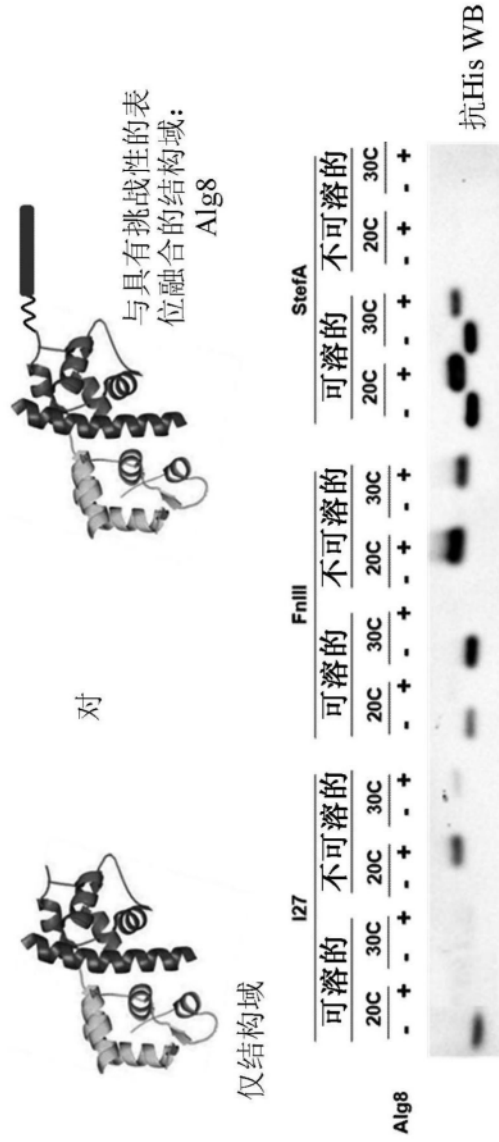 仅结构域
对
与具有挑战性的表
位融合的结构域：
Alg8
I27 FnIII StefA
可溶的 不可溶的 可溶的 不可溶的 可溶的 不可溶的
20C 30C 20C 30C 20C 30C 20C 30C 20C 30C 20C 30C
Alg8 - + - + - + - + - + - + - + - + - + - + - + - +
抗His WB